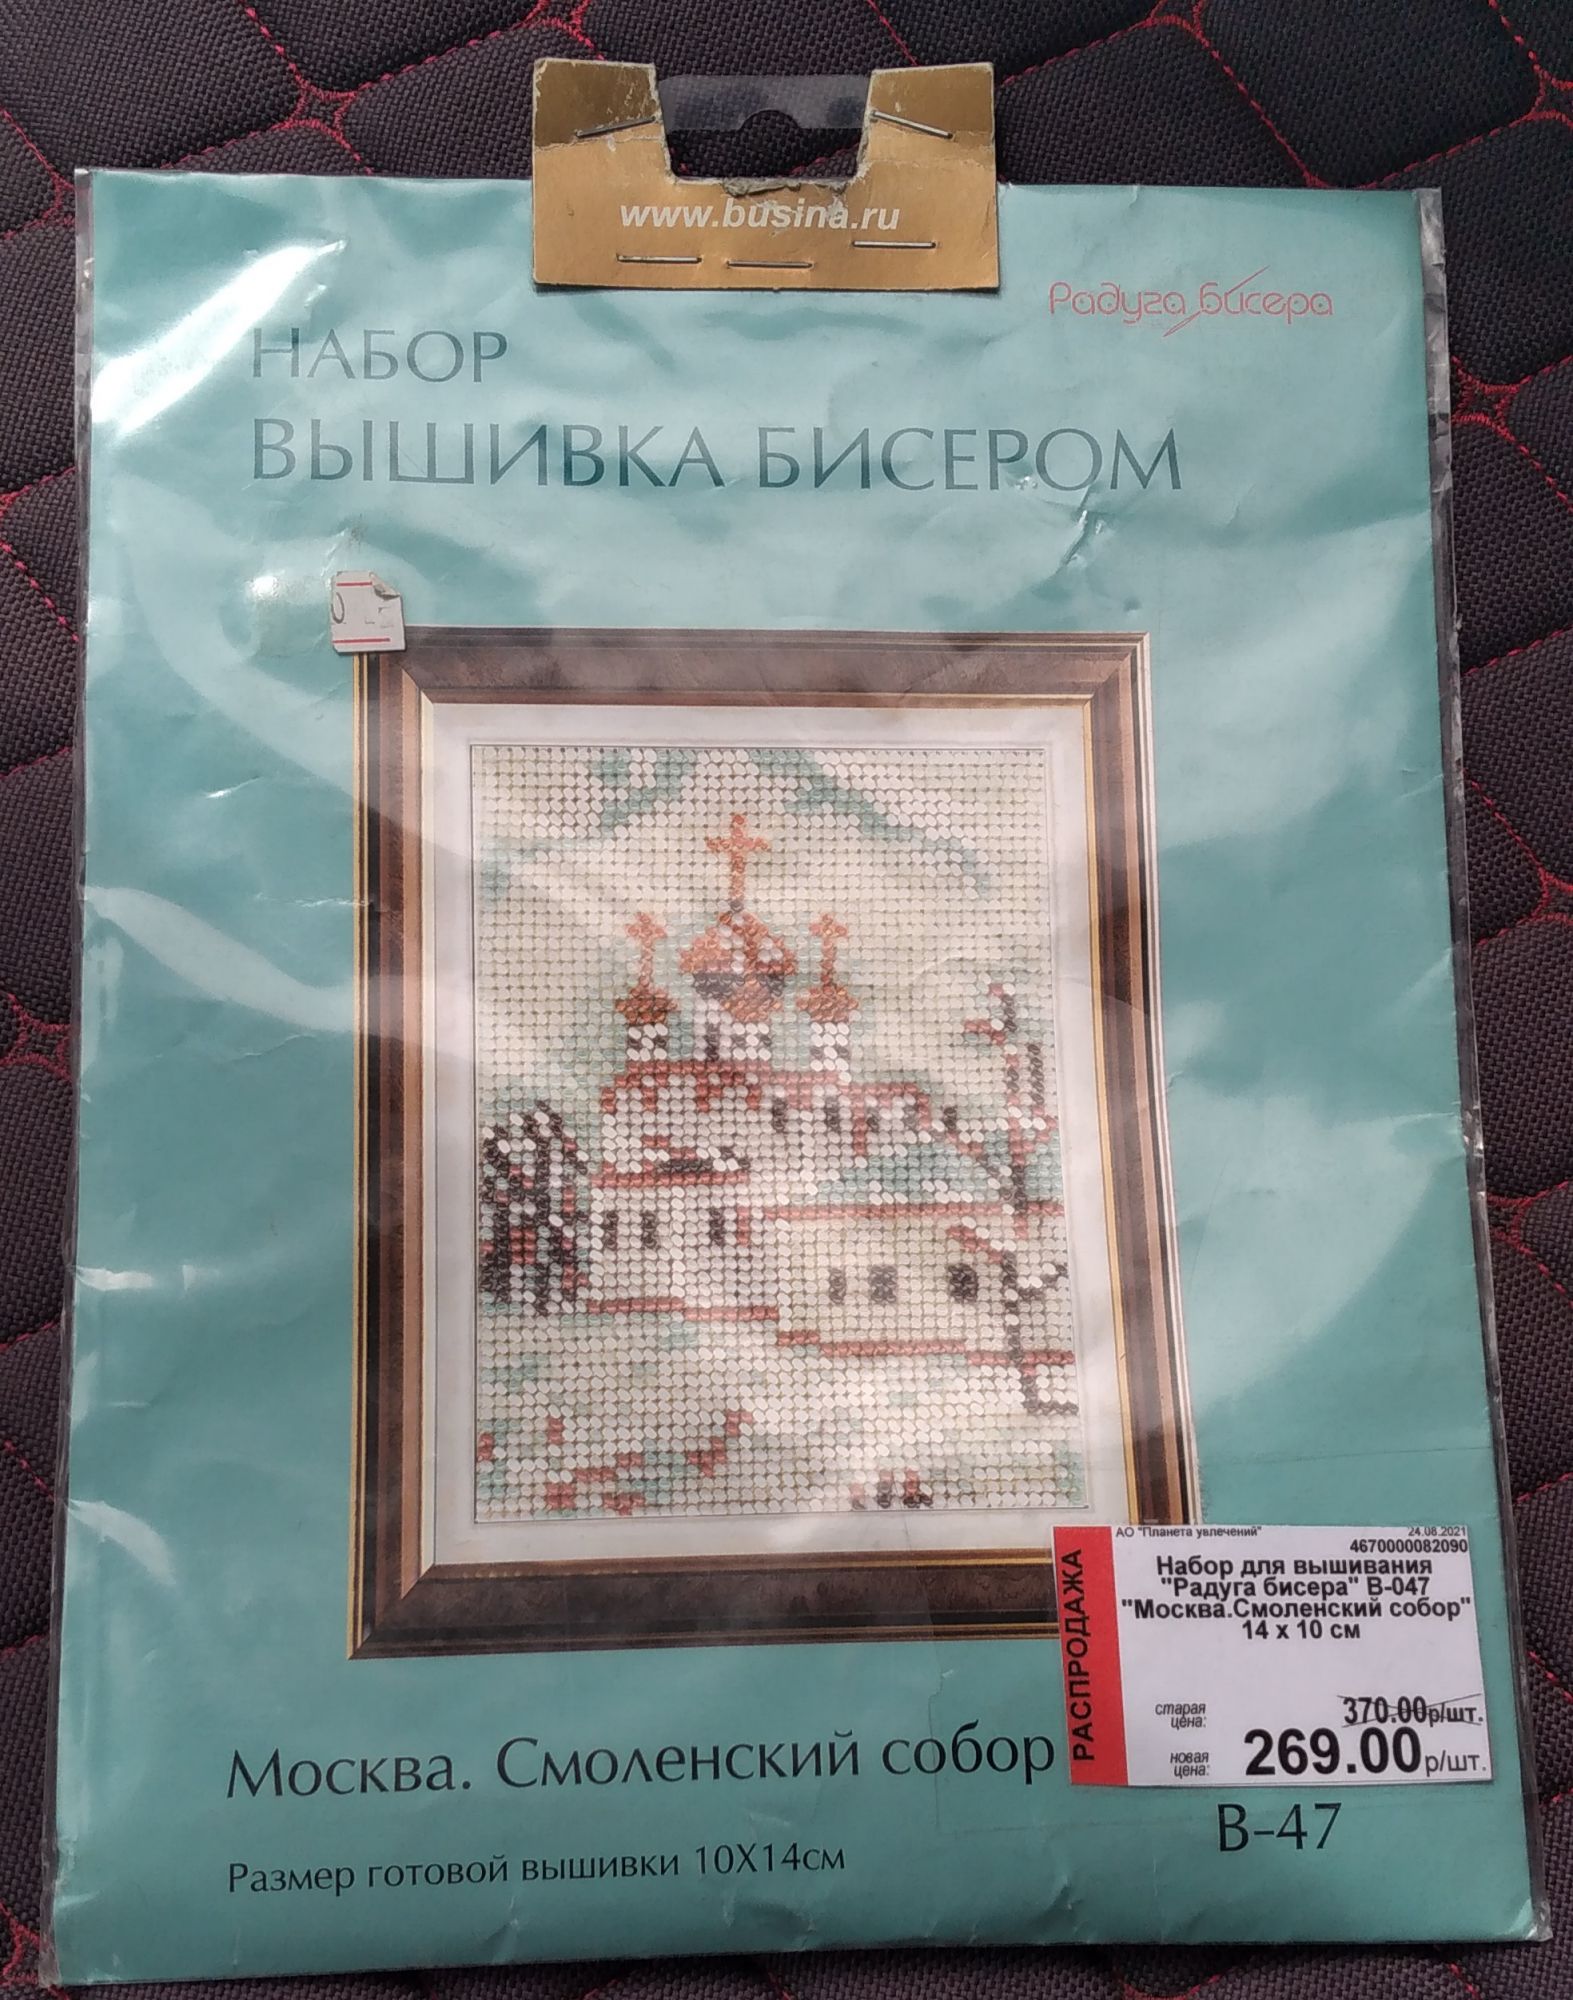 www.busina.ru
Радуга бисера
НАБОР
ВЫШИВКА БИСЕРОМ
АО "Планета увлечений"
24.08.2021
4670000082090
Набор для вышивания
"Радуга бисера" В-047
"Москва.Смоленский собор"
14 х 10 см
РАСПРОДАЖА
старая цена:
370.00р/шт.
новая цена:
269.00р/шт.
Москва. Смоленский собор
В-47
Размер готовой вышивки 10X14см